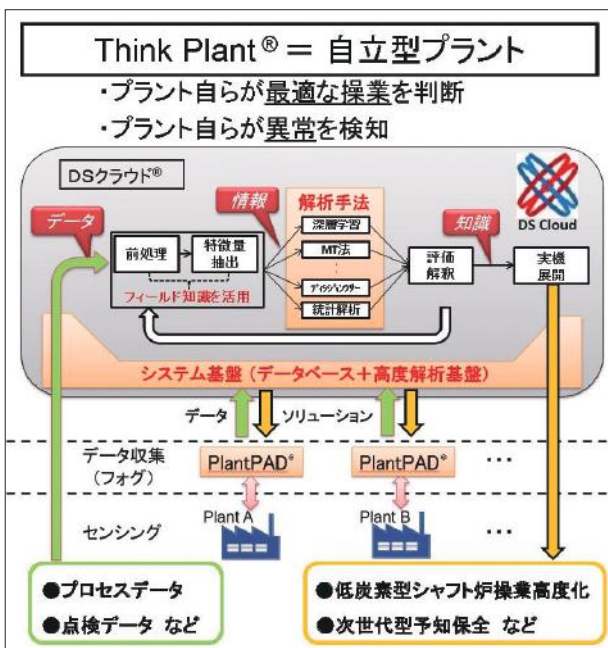 Think Plant® = 自立型プラント
・プラント自らが最適な操業を判断
・プラント自らが異常を検知
DSクラウド®
DS Cloud
データ
情報
知識
前処理
特徴量
抽出
フィールド知識を活用
解析手法
深層学習
MT法
⋮
ディシジョンツリー
統計解析
評価
解釈
実機
展開
システム基盤(データベース+高度解析基盤)
データ
ソリューション
データ収集
(フォグ)
PlantPAD®
PlantPAD®
…
センシング
Plant A
Plant B
…
●プロセスデータ
●点検データ など
●低炭素型シャフト炉操業高度化
●次世代型予知保全 など